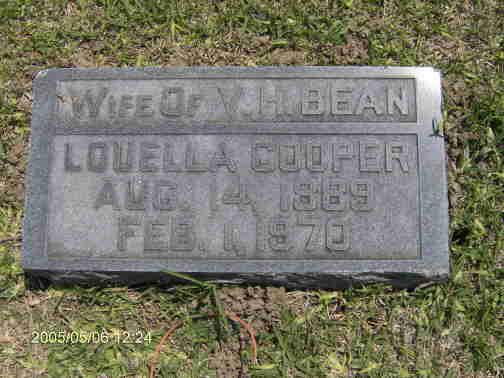 Wife Of V. H. BEAN
LOUELLA COOPER
AUG. 14, 1889
FEB. 1, 1970
2005/05/06 12:24